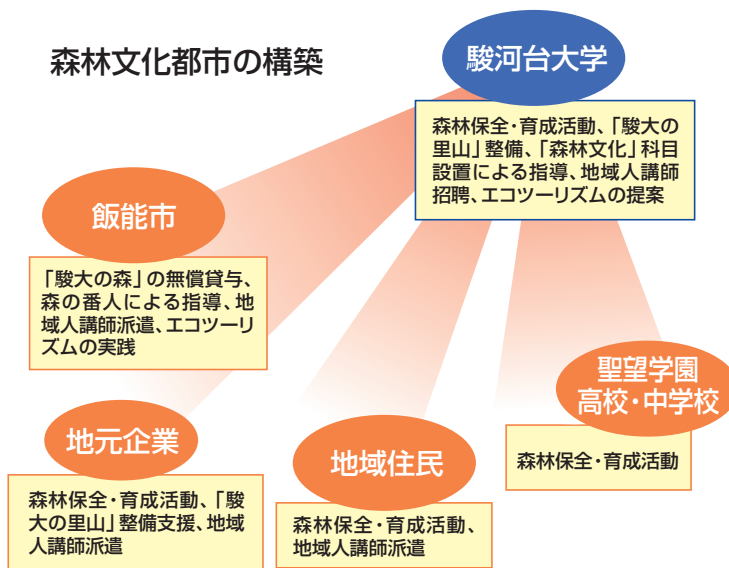 森林文化都市の構築
駿河台大学
森林保全・育成活動、「駿大の
里山」整備、「森林文化」科目
設置による指導、地域人講師
招聘、エコツーリズムの提案
飯能市
「駿大の森」の無償貸与、
森の番人による指導、地
域人講師派遣、エコツーリ
ズムの実践
聖望学園
高校・中学校
森林保全・育成活動
地元企業
森林保全・育成活動、「駿
大の里山」整備支援、地域
人講師派遣
地域住民
森林保全・育成活動、
地域人講師派遣